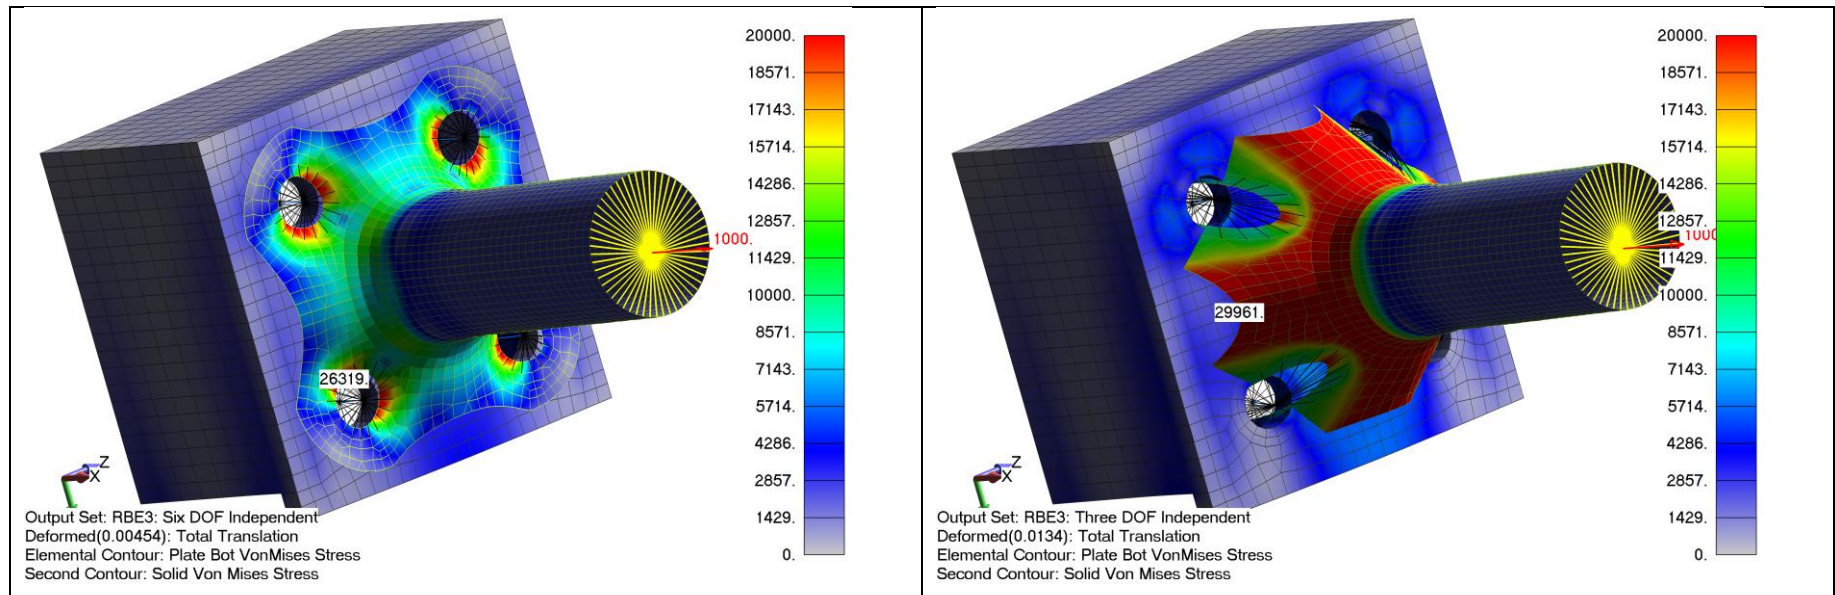 20000.
18571.
17143.
15714.
14286.
12857.
11429.
10000.
8571.
7143.
5714.
4286.
2857.
1429.
0.
1000.
26319.
Z
X
Output Set: RBE3: Six DOF Independent
Deformed(0.00454): Total Translation
Elemental Contour: Plate Bot VonMises Stress
Second Contour: Solid Von Mises Stress
20000.
18571.
17143.
15714.
14286.
12857.
1000
11429.
10000.
8571.
7143.
5714.
4286.
2857.
1429.
0.
29961.
Z
X
Output Set: RBE3: Three DOF Independent
Deformed(0.0134): Total Translation
Elemental Contour: Plate Bot VonMises Stress
Second Contour: Solid Von Mises Stress